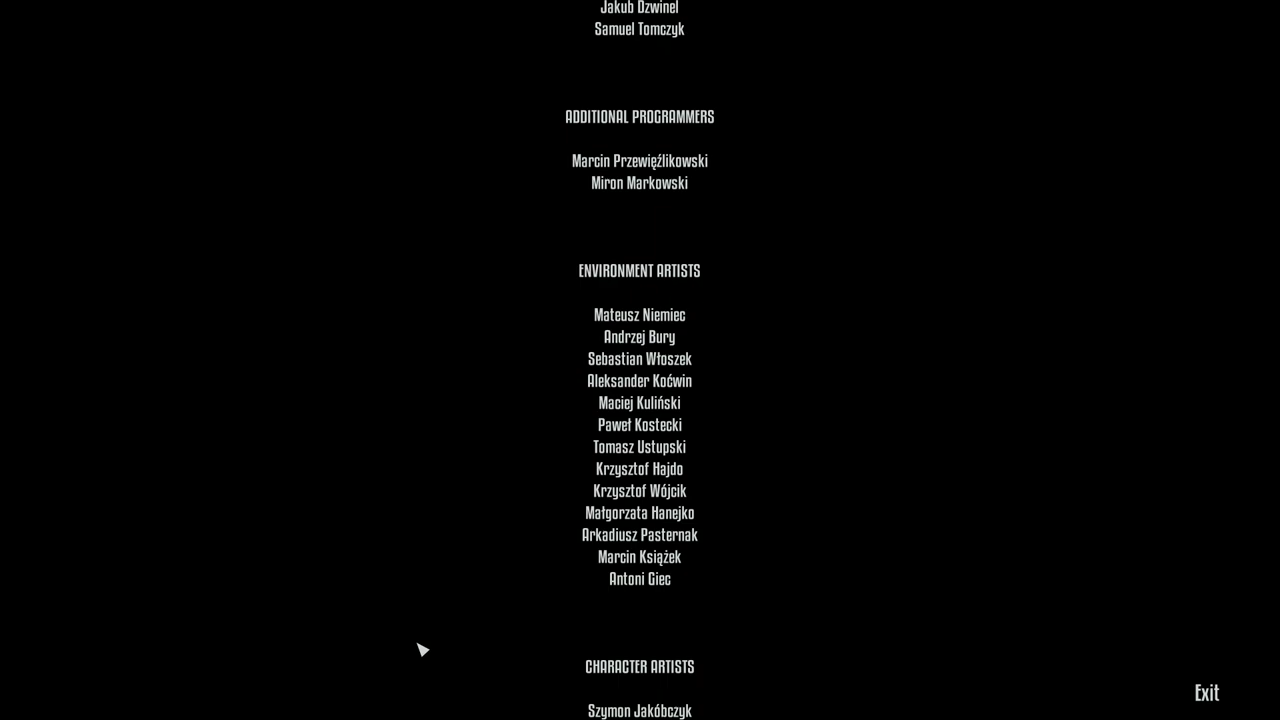 Jakub Dzwinel
Samuel Tomczyk
ADDITIONAL PROGRAMMERS
Marcin Przewięźlikowski
Miron Markowski
ENVIRONMENT ARTISTS
Mateusz Niemiec
Andrzej Bury
Sebastian Włoszek
Aleksander Koćwin
Maciej Kuliński
Paweł Kostecki
Tomasz Ustupski
Krzysztof Hajdo
Krzysztof Wójcik
Małgorzata Hanejko
Arkadiusz Pasternak
Marcin Książek
Antoni Giec
CHARACTER ARTISTS
Szymon Jakóbczyk
Exit